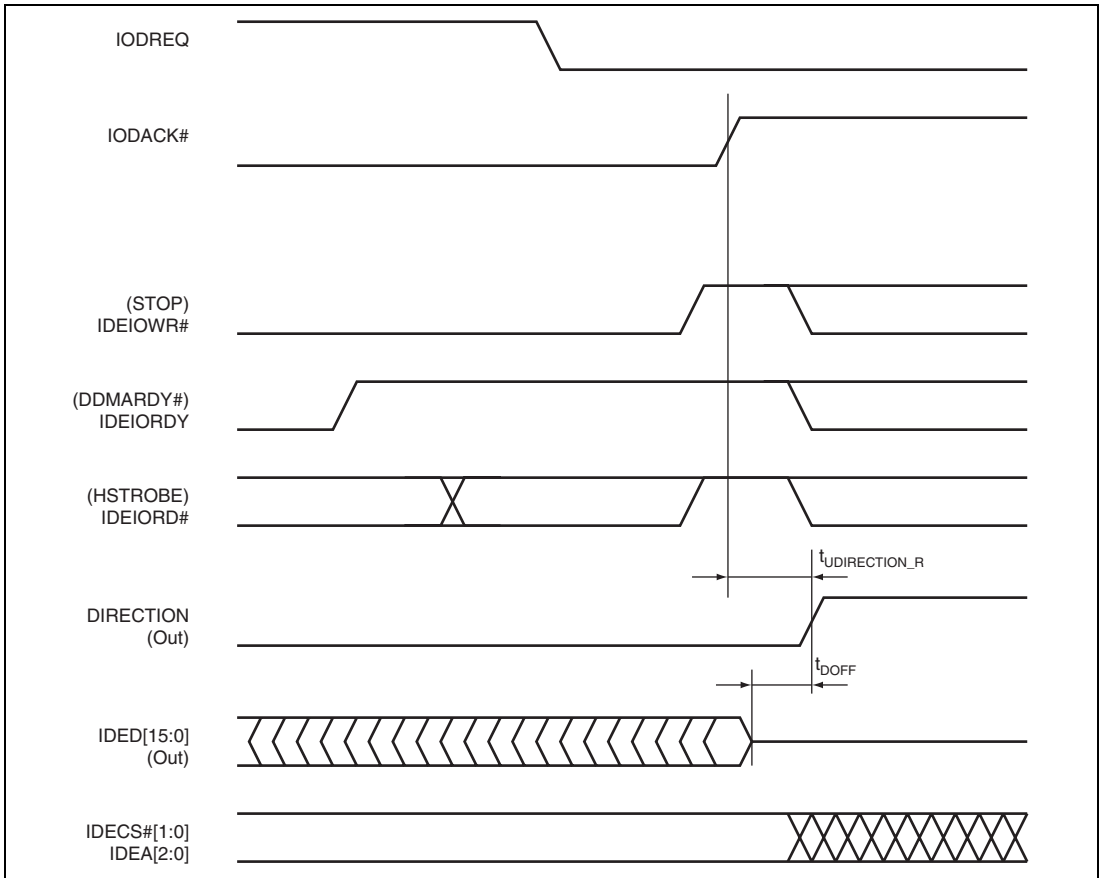 IODREQ
IODACK#
(STOP)
IDEIOWR#
(DDMARDY#)
IDEIORDY
(HSTROBE)
IDEIORD#
tUDIRECTION_R
DIRECTION
(Out)
tDOFF
IDED[15:0]
(Out)
IDECS#[1:0]
IDEA[2:0]